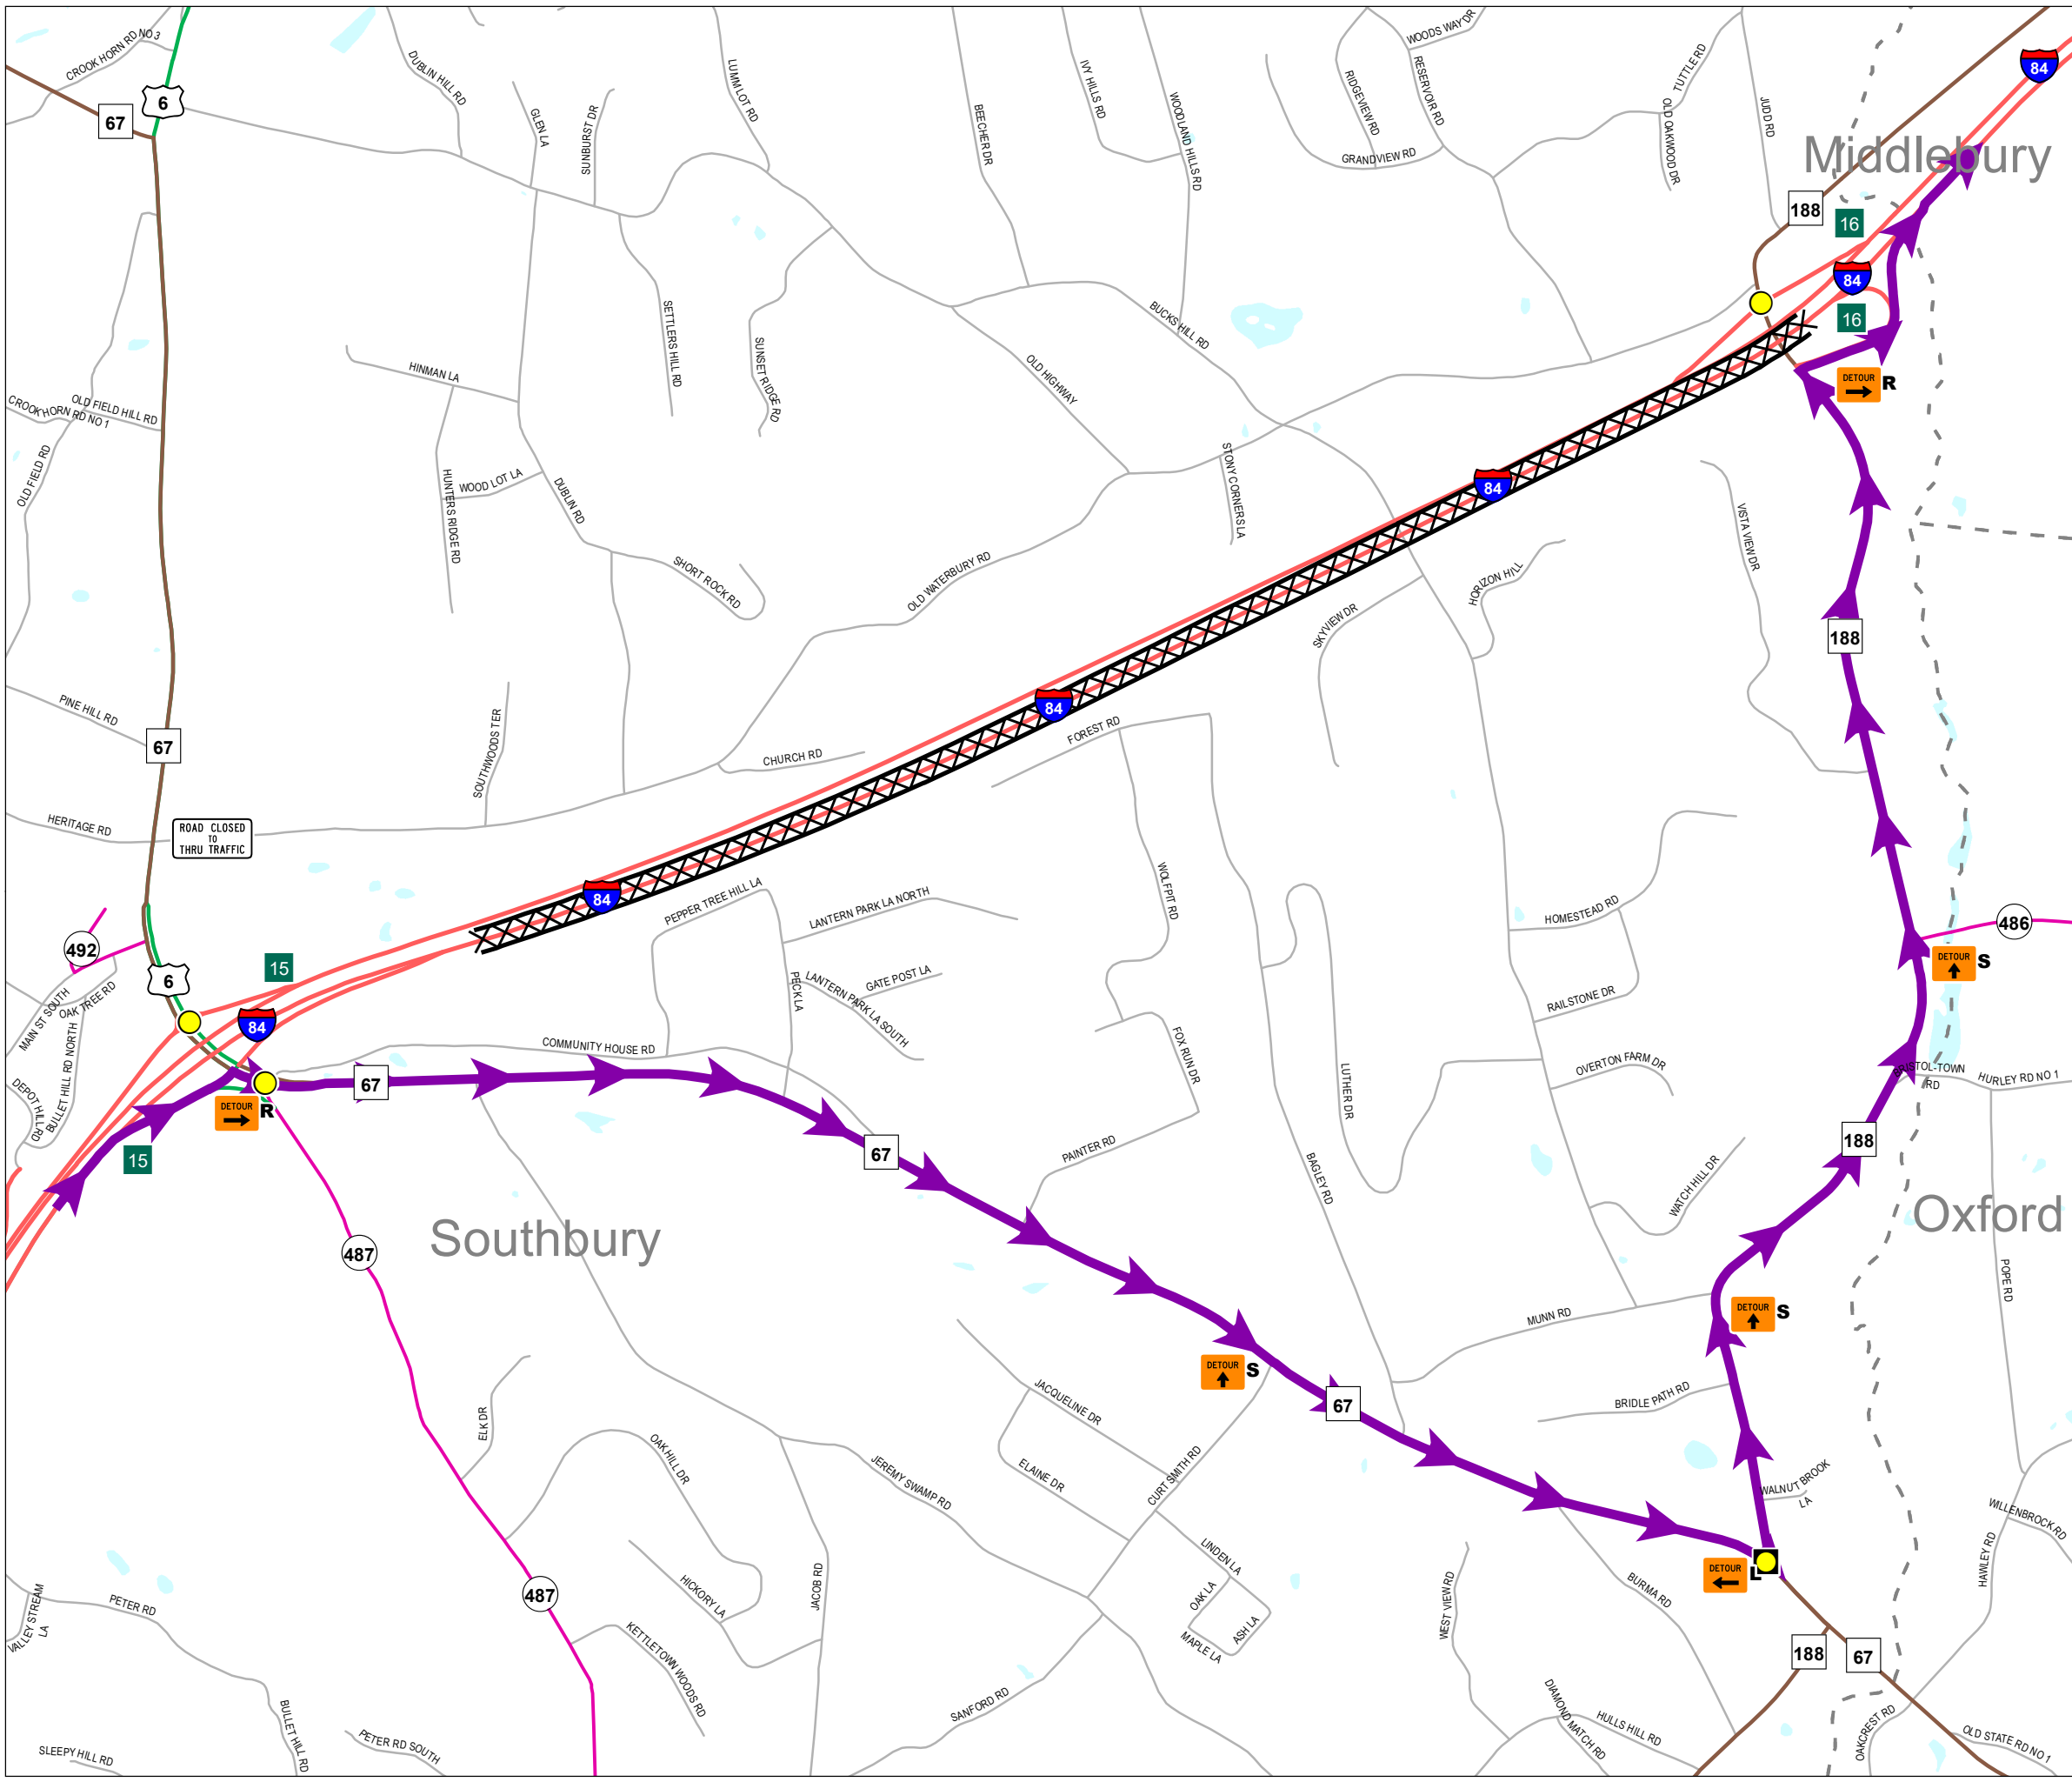 CROOK HORN RD NO 3
6
67
DUBLIN HILL RD
GLEN LA
SUNBURST DR
LUM LOT RD
BEECHER DR
IVY HILLS RD
WOODLAND HILLS RD
WOODS WAY DR
RIDGEVIEW RD
RESERVOIR RD
GRANDVIEW RD
TUTTLE RD
OLD OAKWOOD DR
JUDD RD
84
Middlebury
188
16
84
16
DETOUR
R
BUCKS HILL RD
OLD HIGHWAY
SETTLERS HILL RD
SUNSET RIDGE RD
HINMAN LA
OLD FIELD HILL RD
CROOK HORN RD NO 1
OLD FIELD RD
HUNTERS RIDGE RD
WOOD LOT LA
DUBLIN RD
SHORT ROCK RD
OLD WATERBURY RD
STONY CORNERS LA
84
VISTA VIEW DR
HORIZON HILL
SKYVIEW DR
188
PINE HILL RD
67
SOUTHWOODS TER
CHURCH RD
84
FOREST RD
HERITAGE RD
ROAD CLOSED
TO
THRU TRAFFIC
84
PEPPER TREE HILL LA
LANTERN PARK LA NORTH
WOLFPIT RD
HOMESTEAD RD
486
DETOUR
S
492
6
15
84
OAK TREE RD
MAIN ST SOUTH
BULLET HILL RD NORTH
DEPOT HILL RD
PECK LA
LANTERN PARK LA SOUTH
GATE POST LA
RAILSTONE DR
COMMUNITY HOUSE RD
FOX RUN DR
LUTHER DR
OVERTON FARM DR
BRISTOL-TOWN
RD
HURLEY RD NO 1
67
DETOUR
R
15
67
188
PAINTER RD
BAGLEY RD
WATCH HILL DR
Southbury
487
Oxford
POPE RD
MUNN RD
DETOUR
S
DETOUR
S
67
JACQUELINE DR
BRIDLE PATH RD
ELK DR
OAK HILL DR
JEREMY SWAMP RD
ELAINE DR
CURT SMITH RD
WALNUT BROOK
LA
WILLENBROCK RD
HAWLEY RD
LINDEN LA
OAK LA
ASH LA
MAPLE LA
DETOUR
L
WEST VIEW RD
BURMA RD
487
HICKORY LA
JACOB RD
KETTLETOWN WOODS RD
PETER RD
VALLEY STREAM
LA
188
67
BULLET HILL RD
SANFORD RD
DIAMOND MATCH RD
HULLS HILL RD
OAKCREST RD
OLD STATE RD NO 1
SLEEPY HILL RD
PETER RD SOUTH